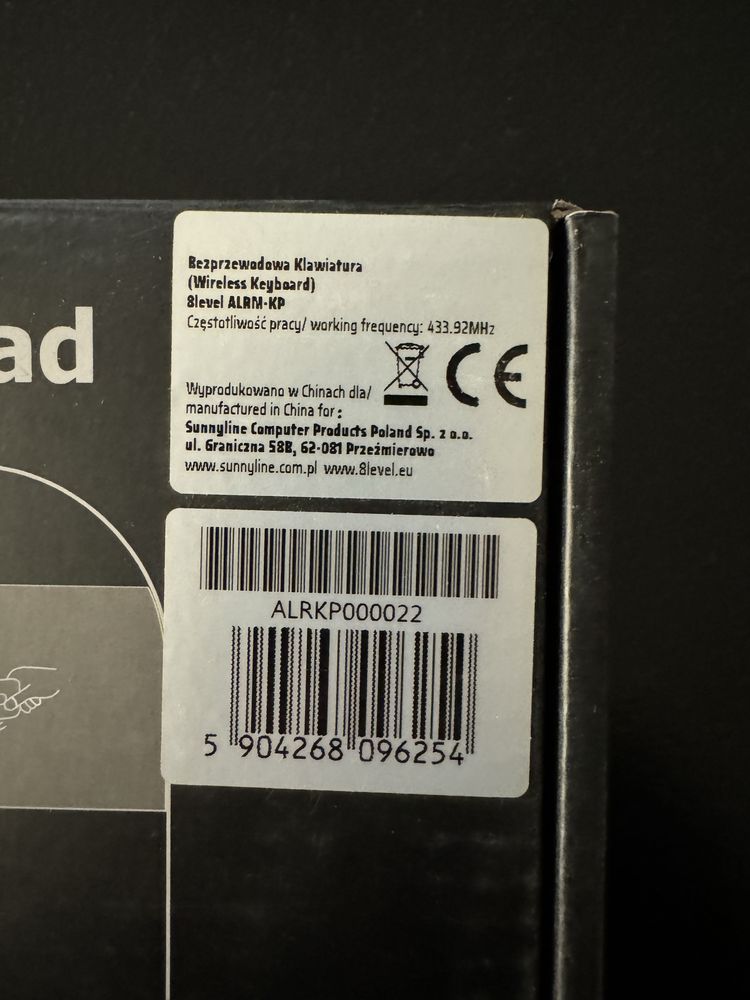 ad
Bezprzewodowa Klawiatura
(Wireless Keyboard)
8level ALRM-KP
Częstotliwość pracy/ working frequency: 433.92MHz
CE
Wyprodukowano w Chinach dla/
manufactured in China for :
Sunnyline Computer Products Poland Sp. z o.o.
ul. Graniczna 58B, 62-081 Przeźmierowo
www.sunnyline.com.pl www.8level.eu
ALRKP000022
5 904268 096254